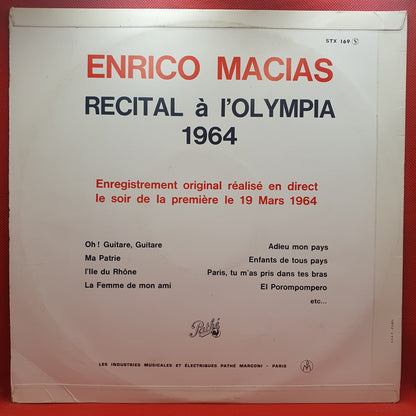 STX 169 S
ENRICO MACIAS
RECITAL à l'OLYMPIA
1964
Enregistrement original réalisé en direct
le soir de la première le 19 Mars 1964
Oh ! Guitare, Guitare
Ma Patrie
l'Ile du Rhône
La Femme de mon ami
Adieu mon pays
Enfants de tous pays
Paris, tu m'as pris dans tes bras
El Porompompero
etc...
Pathé
LES INDUSTRIES MUSICALES ET ÉLECTRIQUES PATHE MARCONI - PARIS